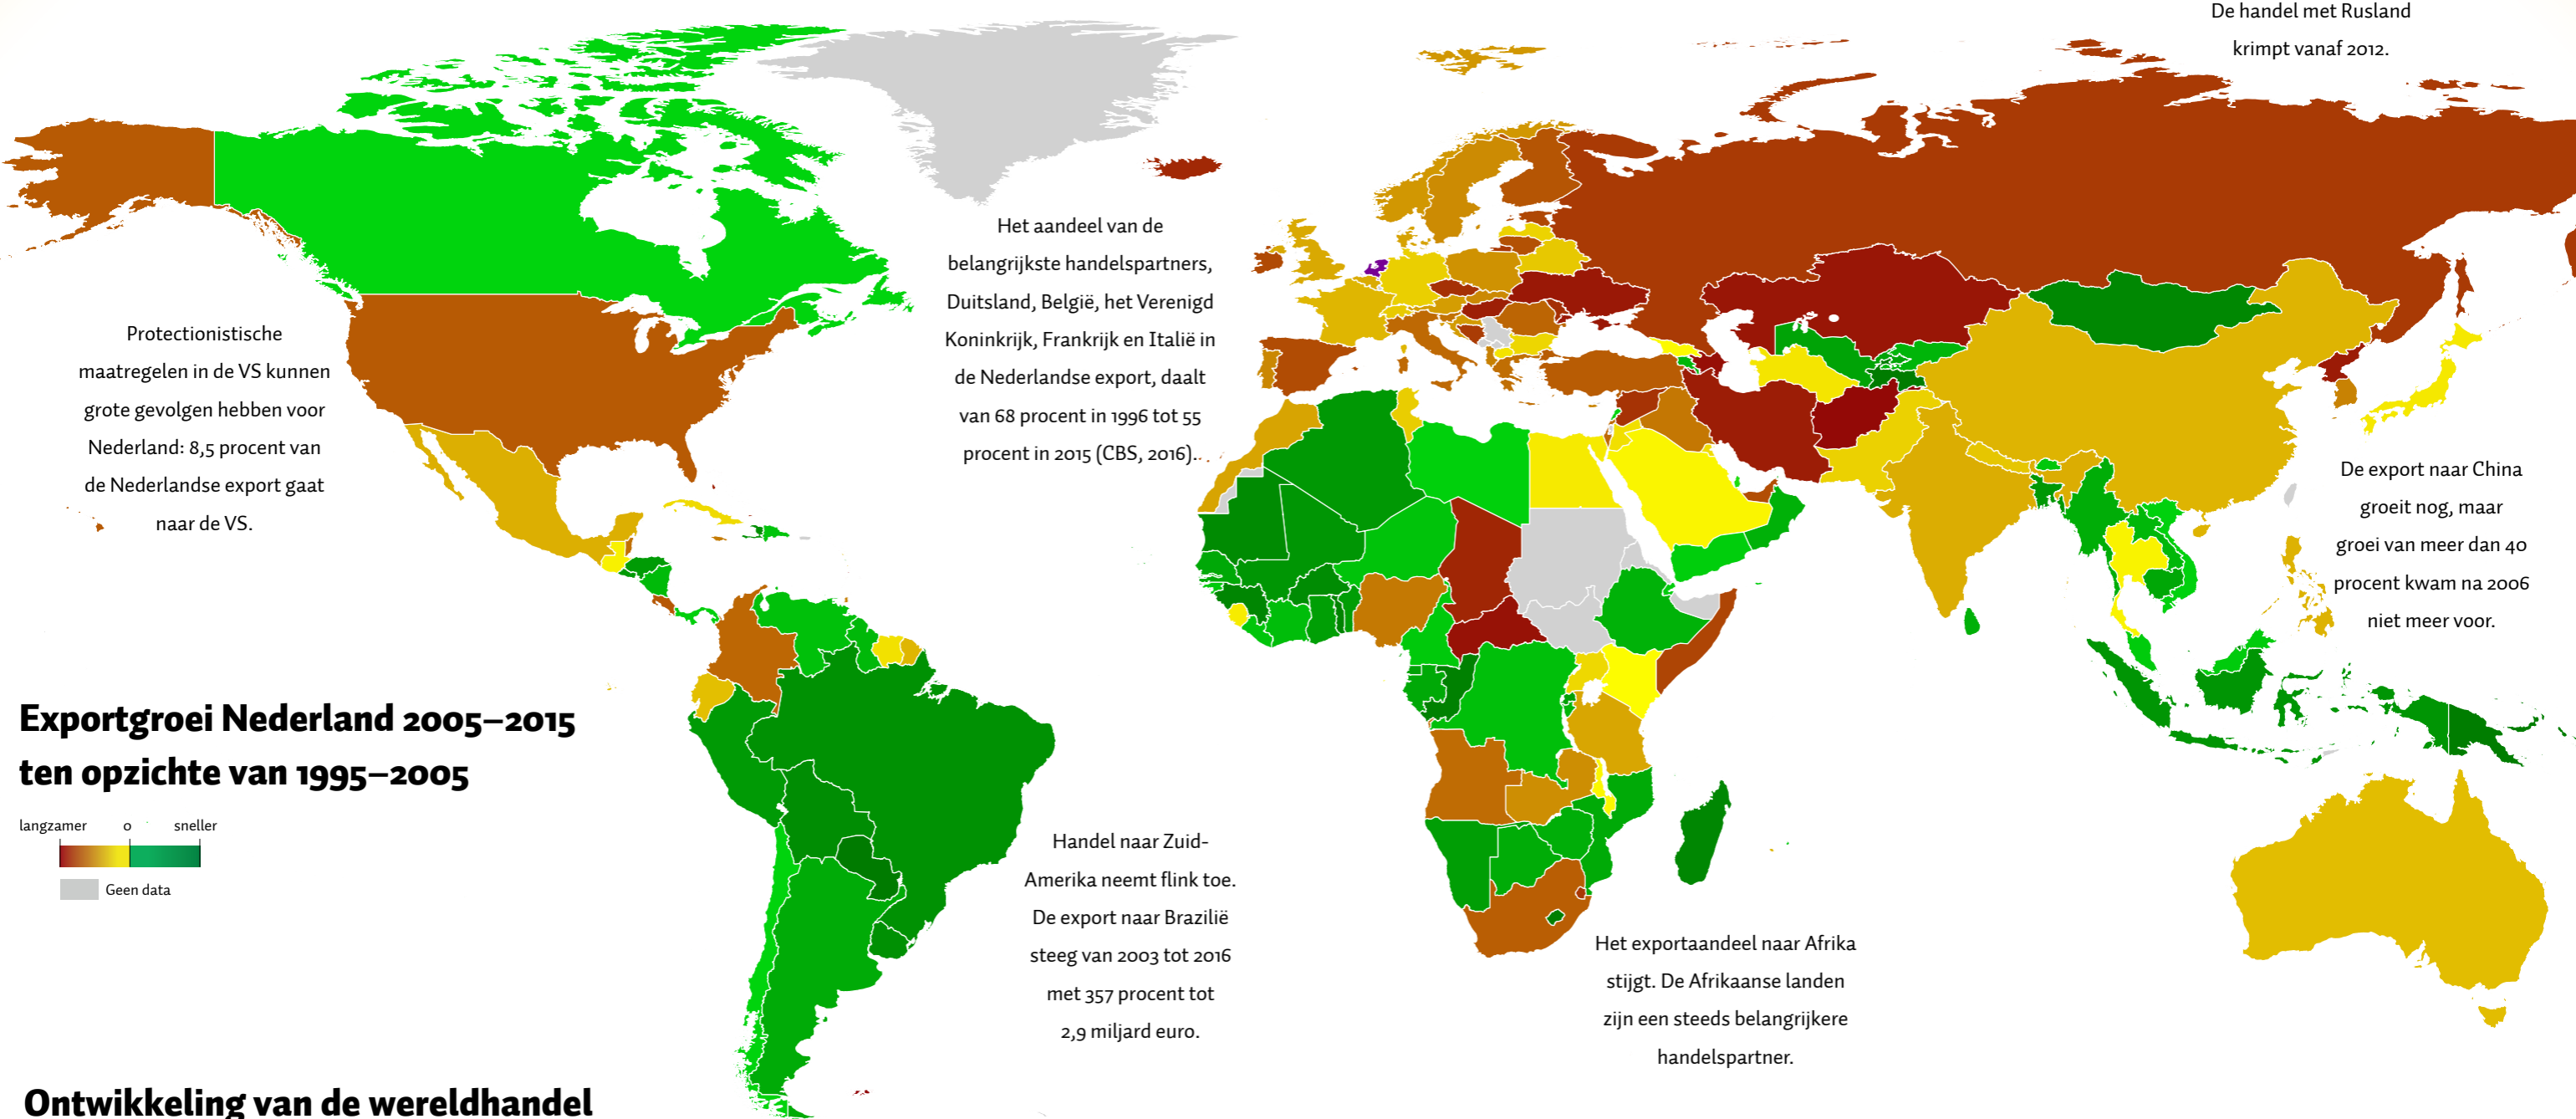 De handel met Rusland
krimpt vanaf 2012.
Het aandeel van de
belangrijkste handelspartners,
Duitsland, België, het Verenigd
Koninkrijk, Frankrijk en Italië in
de Nederlandse export, daalt
van 68 procent in 1996 tot 55
procent in 2015 (CBS, 2016).
Protectionistische
maatregelen in de VS kunnen
grote gevolgen hebben voor
Nederland: 8,5 procent van
de Nederlandse export gaat
naar de VS.
De export naar China
groeit nog, maar
groei van meer dan 40
procent kwam na 2006
niet meer voor.
Exportgroei Nederland 2005–2015
ten opzichte van 1995–2005
langzamer 0 sneller
Geen data
Handel naar Zuid-
Amerika neemt flink toe.
De export naar Brazilië
steeg van 2003 tot 2016
met 357 procent tot
2,9 miljard euro.
Het exportaandeel naar Afrika
stijgt. De Afrikaanse landen
zijn een steeds belangrijkere
handelspartner.
Ontwikkeling van de wereldhandel